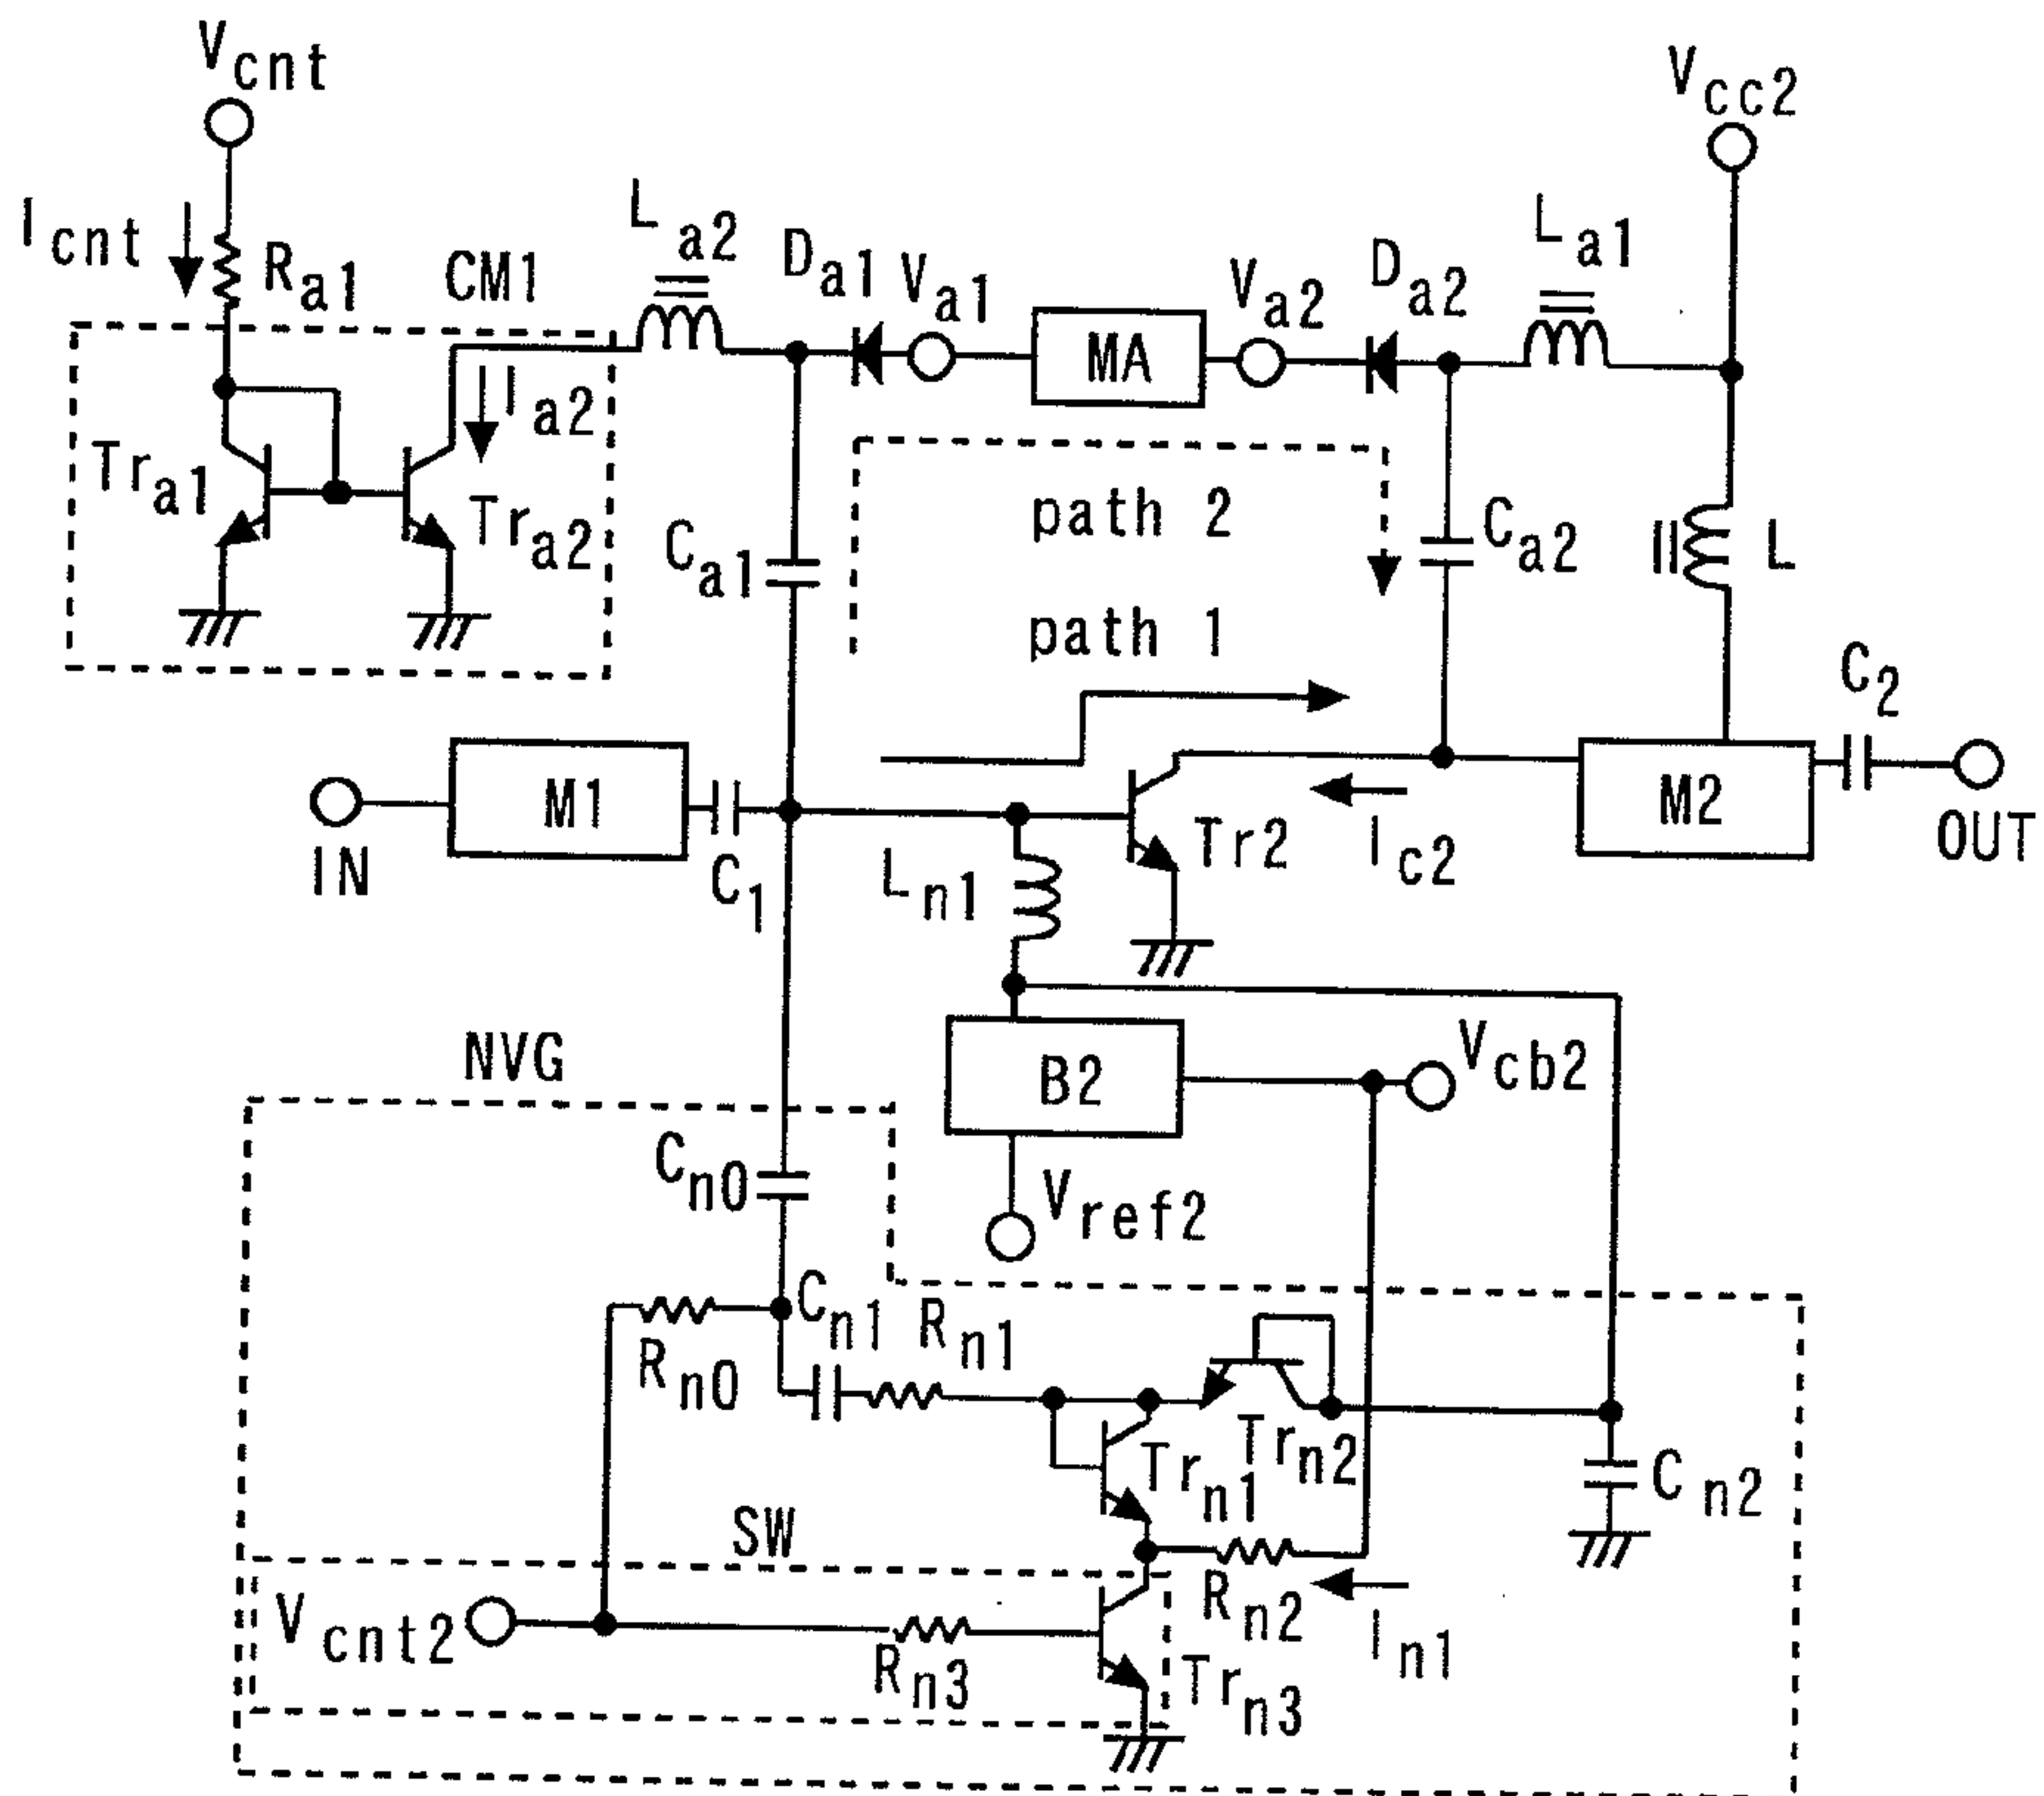 Vcnt
Vcc2
Icnt
Ra1
CM1
La2
Da1
Va1
MA
Va2
Da2
La1
Ia2
Tra1
Tra2
Ca1
path 2
Ca2
L
path 1
C2
IN
M1
C1
Ln1
Tr2
Ic2
M2
OUT
NVG
B2
Vcb2
Cn0
Vref2
Rn0
Cn1
Rn1
Trn2
Trn1
Cn2
SW
Vcnt2
Rn3
Rn2
In1
Trn3